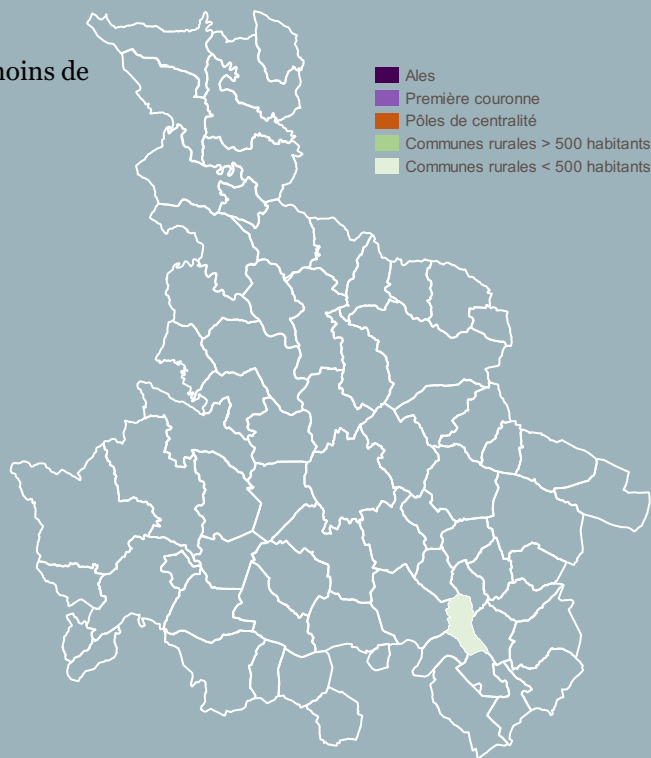 moins de
Ales
Première couronne
Pôles de centralité
Communes rurales > 500 habitants
Communes rurales < 500 habitants